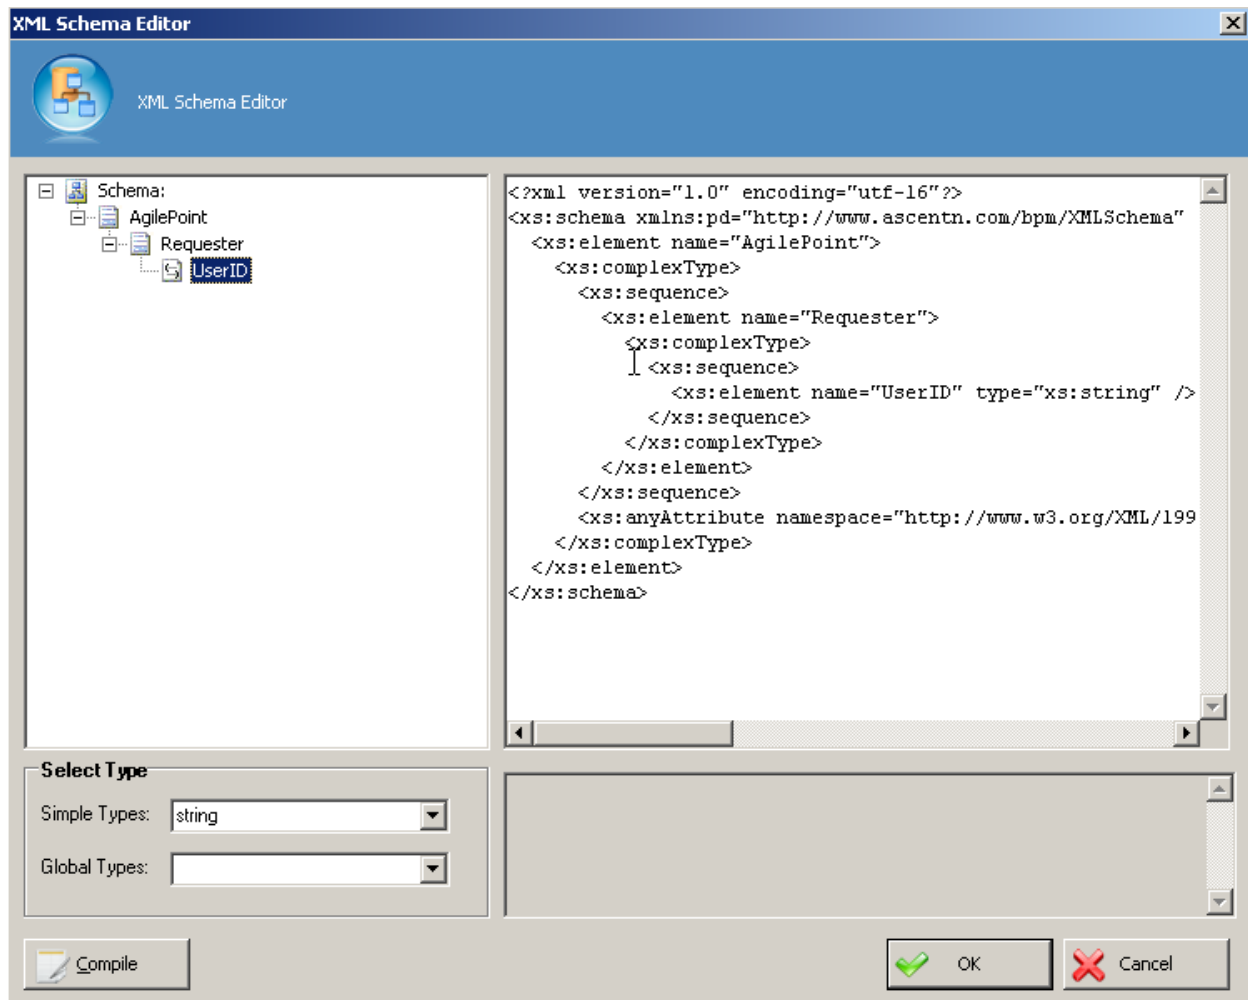 XML Schema Editor
XML Schema Editor
Schema:
AgilePoint
Requester
UserID
<?xml version="1.0" encoding="utf-16"?>
<xs:schema xmlns:pd="http://www.ascentn.com/bpm/XMLSchema"
<xs:element name="AgilePoint">
<xs:complexType>
<xs:sequence>
<xs:element name="Requester">
<xs:complexType>
<xs:sequence>
<xs:element name="UserID" type="xs:string" />
</xs:sequence>
</xs:complexType>
</xs:element>
</xs:sequence>
<xs:anyAttribute namespace="http://www.w3.org/XML/199
</xs:complexType>
</xs:element>
</xs:schema>
Select Type
Simple Types: string
Global Types:
Compile
OK
Cancel